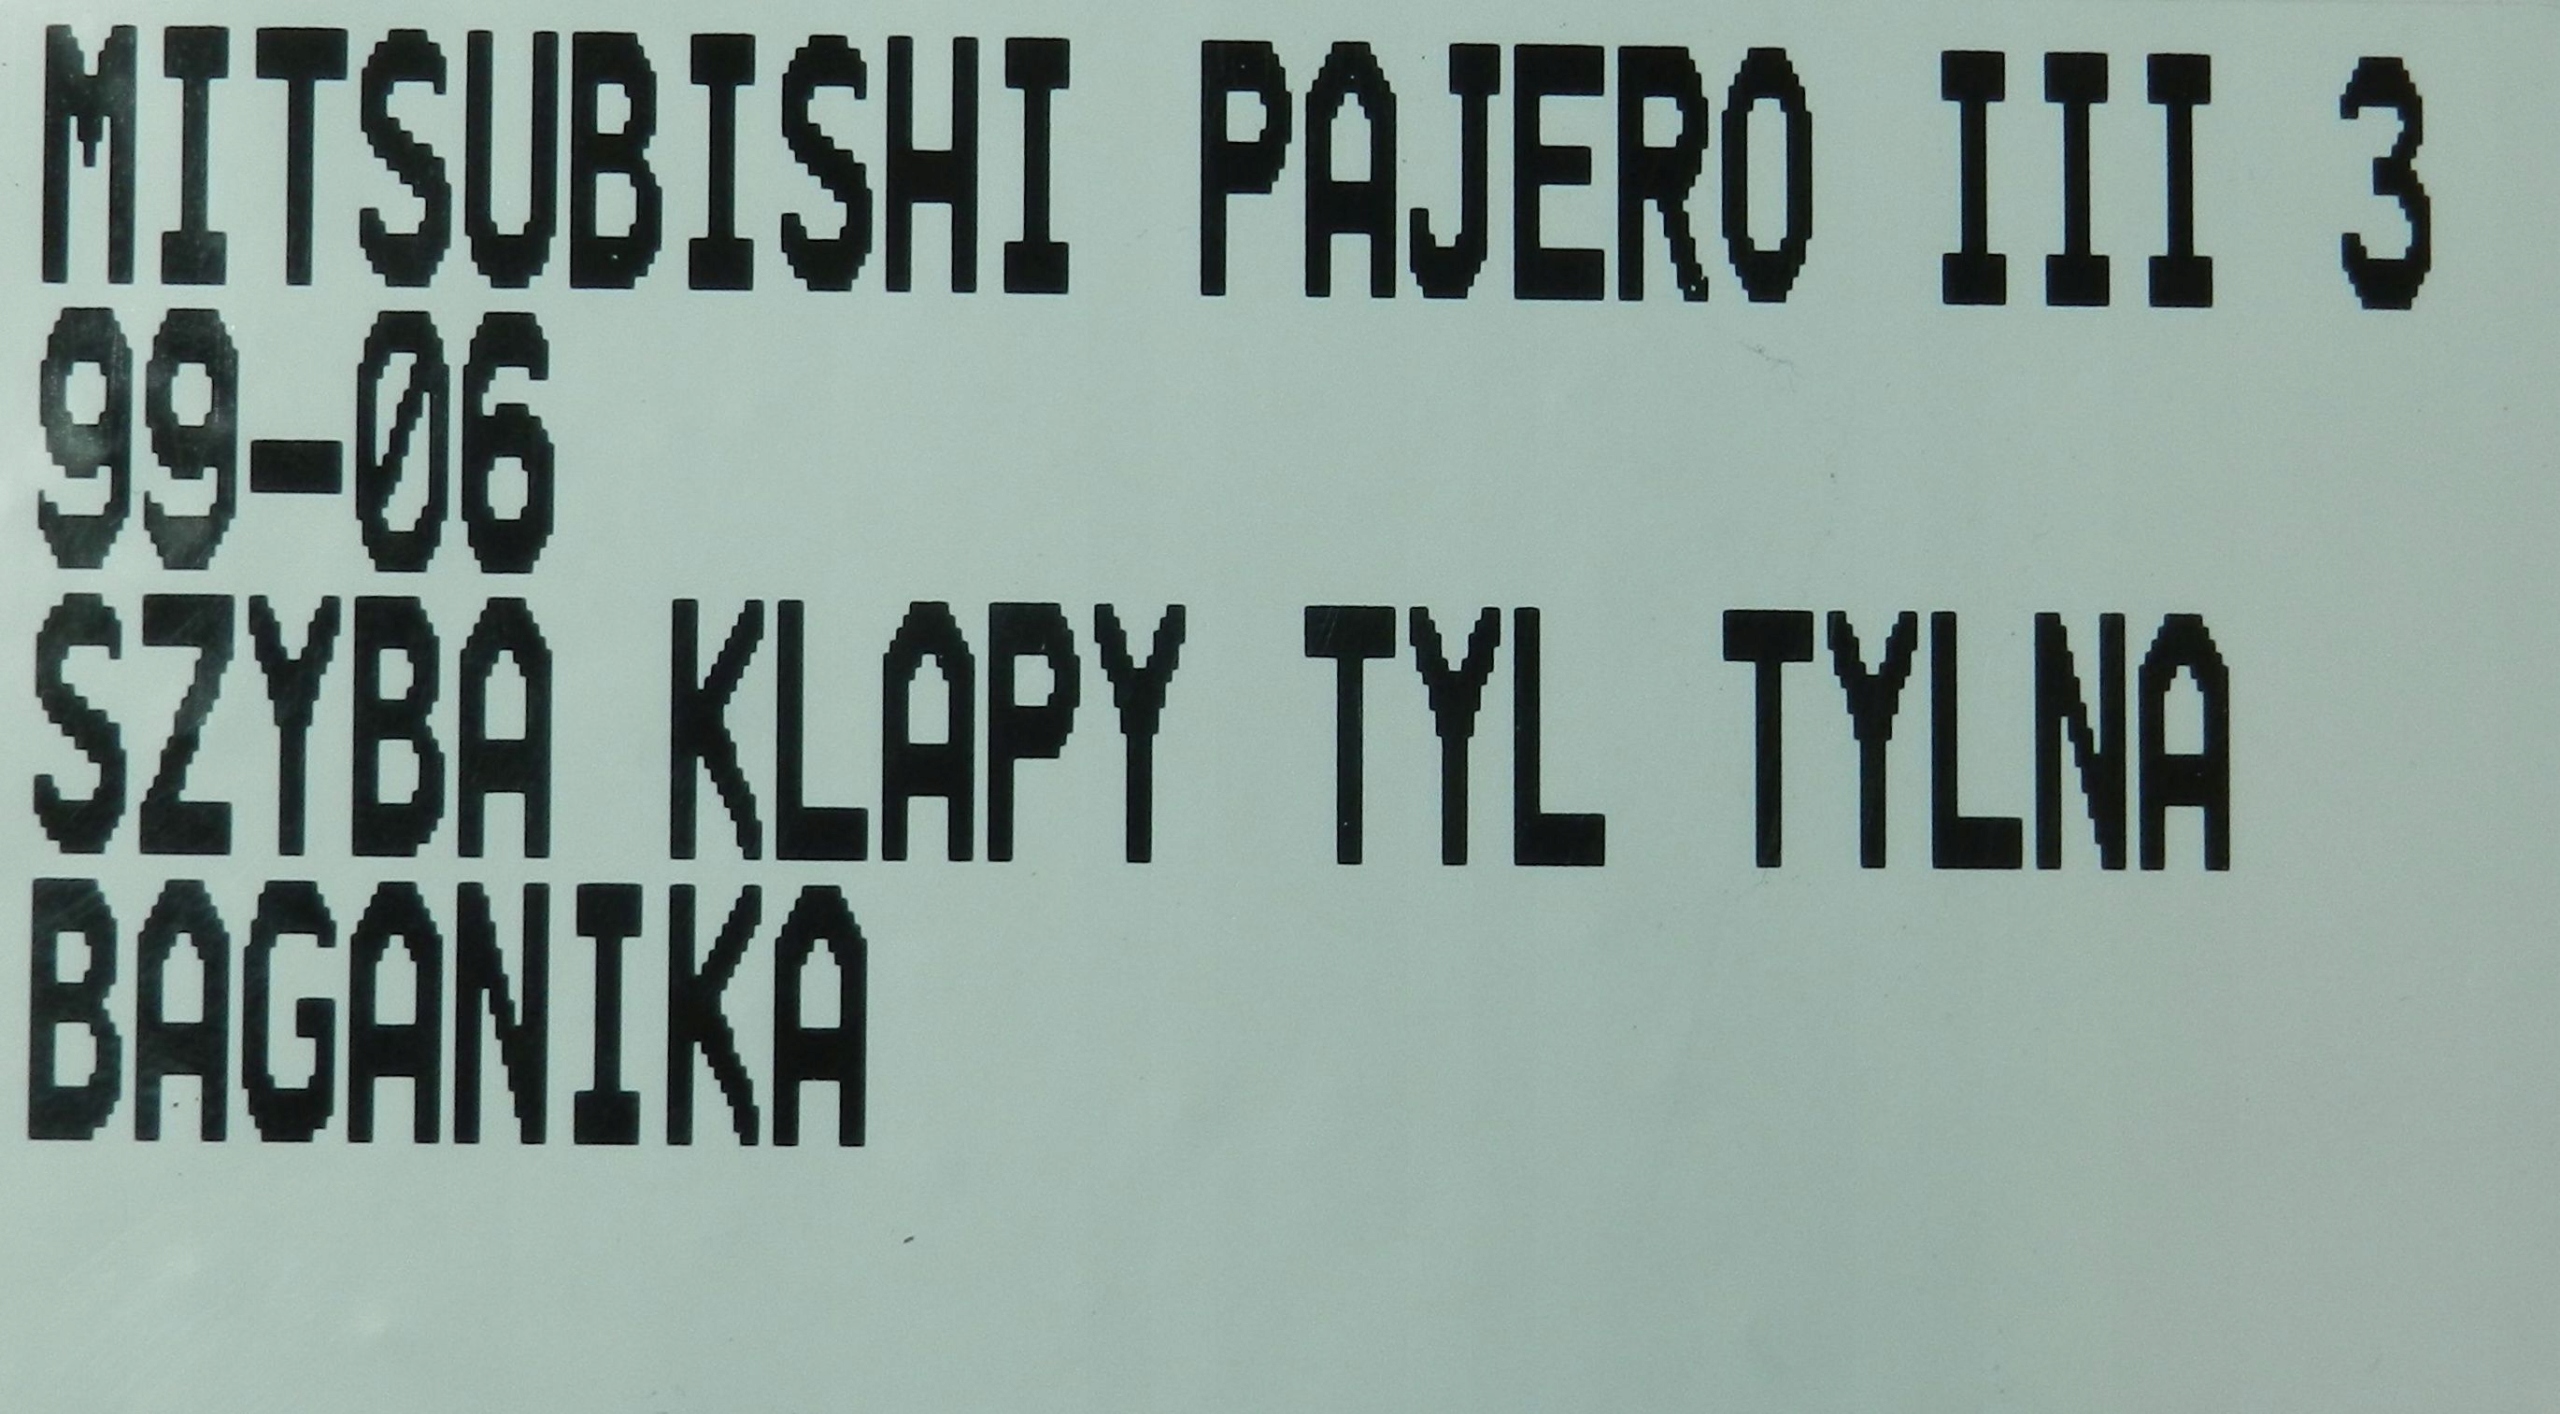 MITSUBISHI PAJERO III 3
99-06
SZYBA KLAPY TYL TYLNA
BAGANIKA